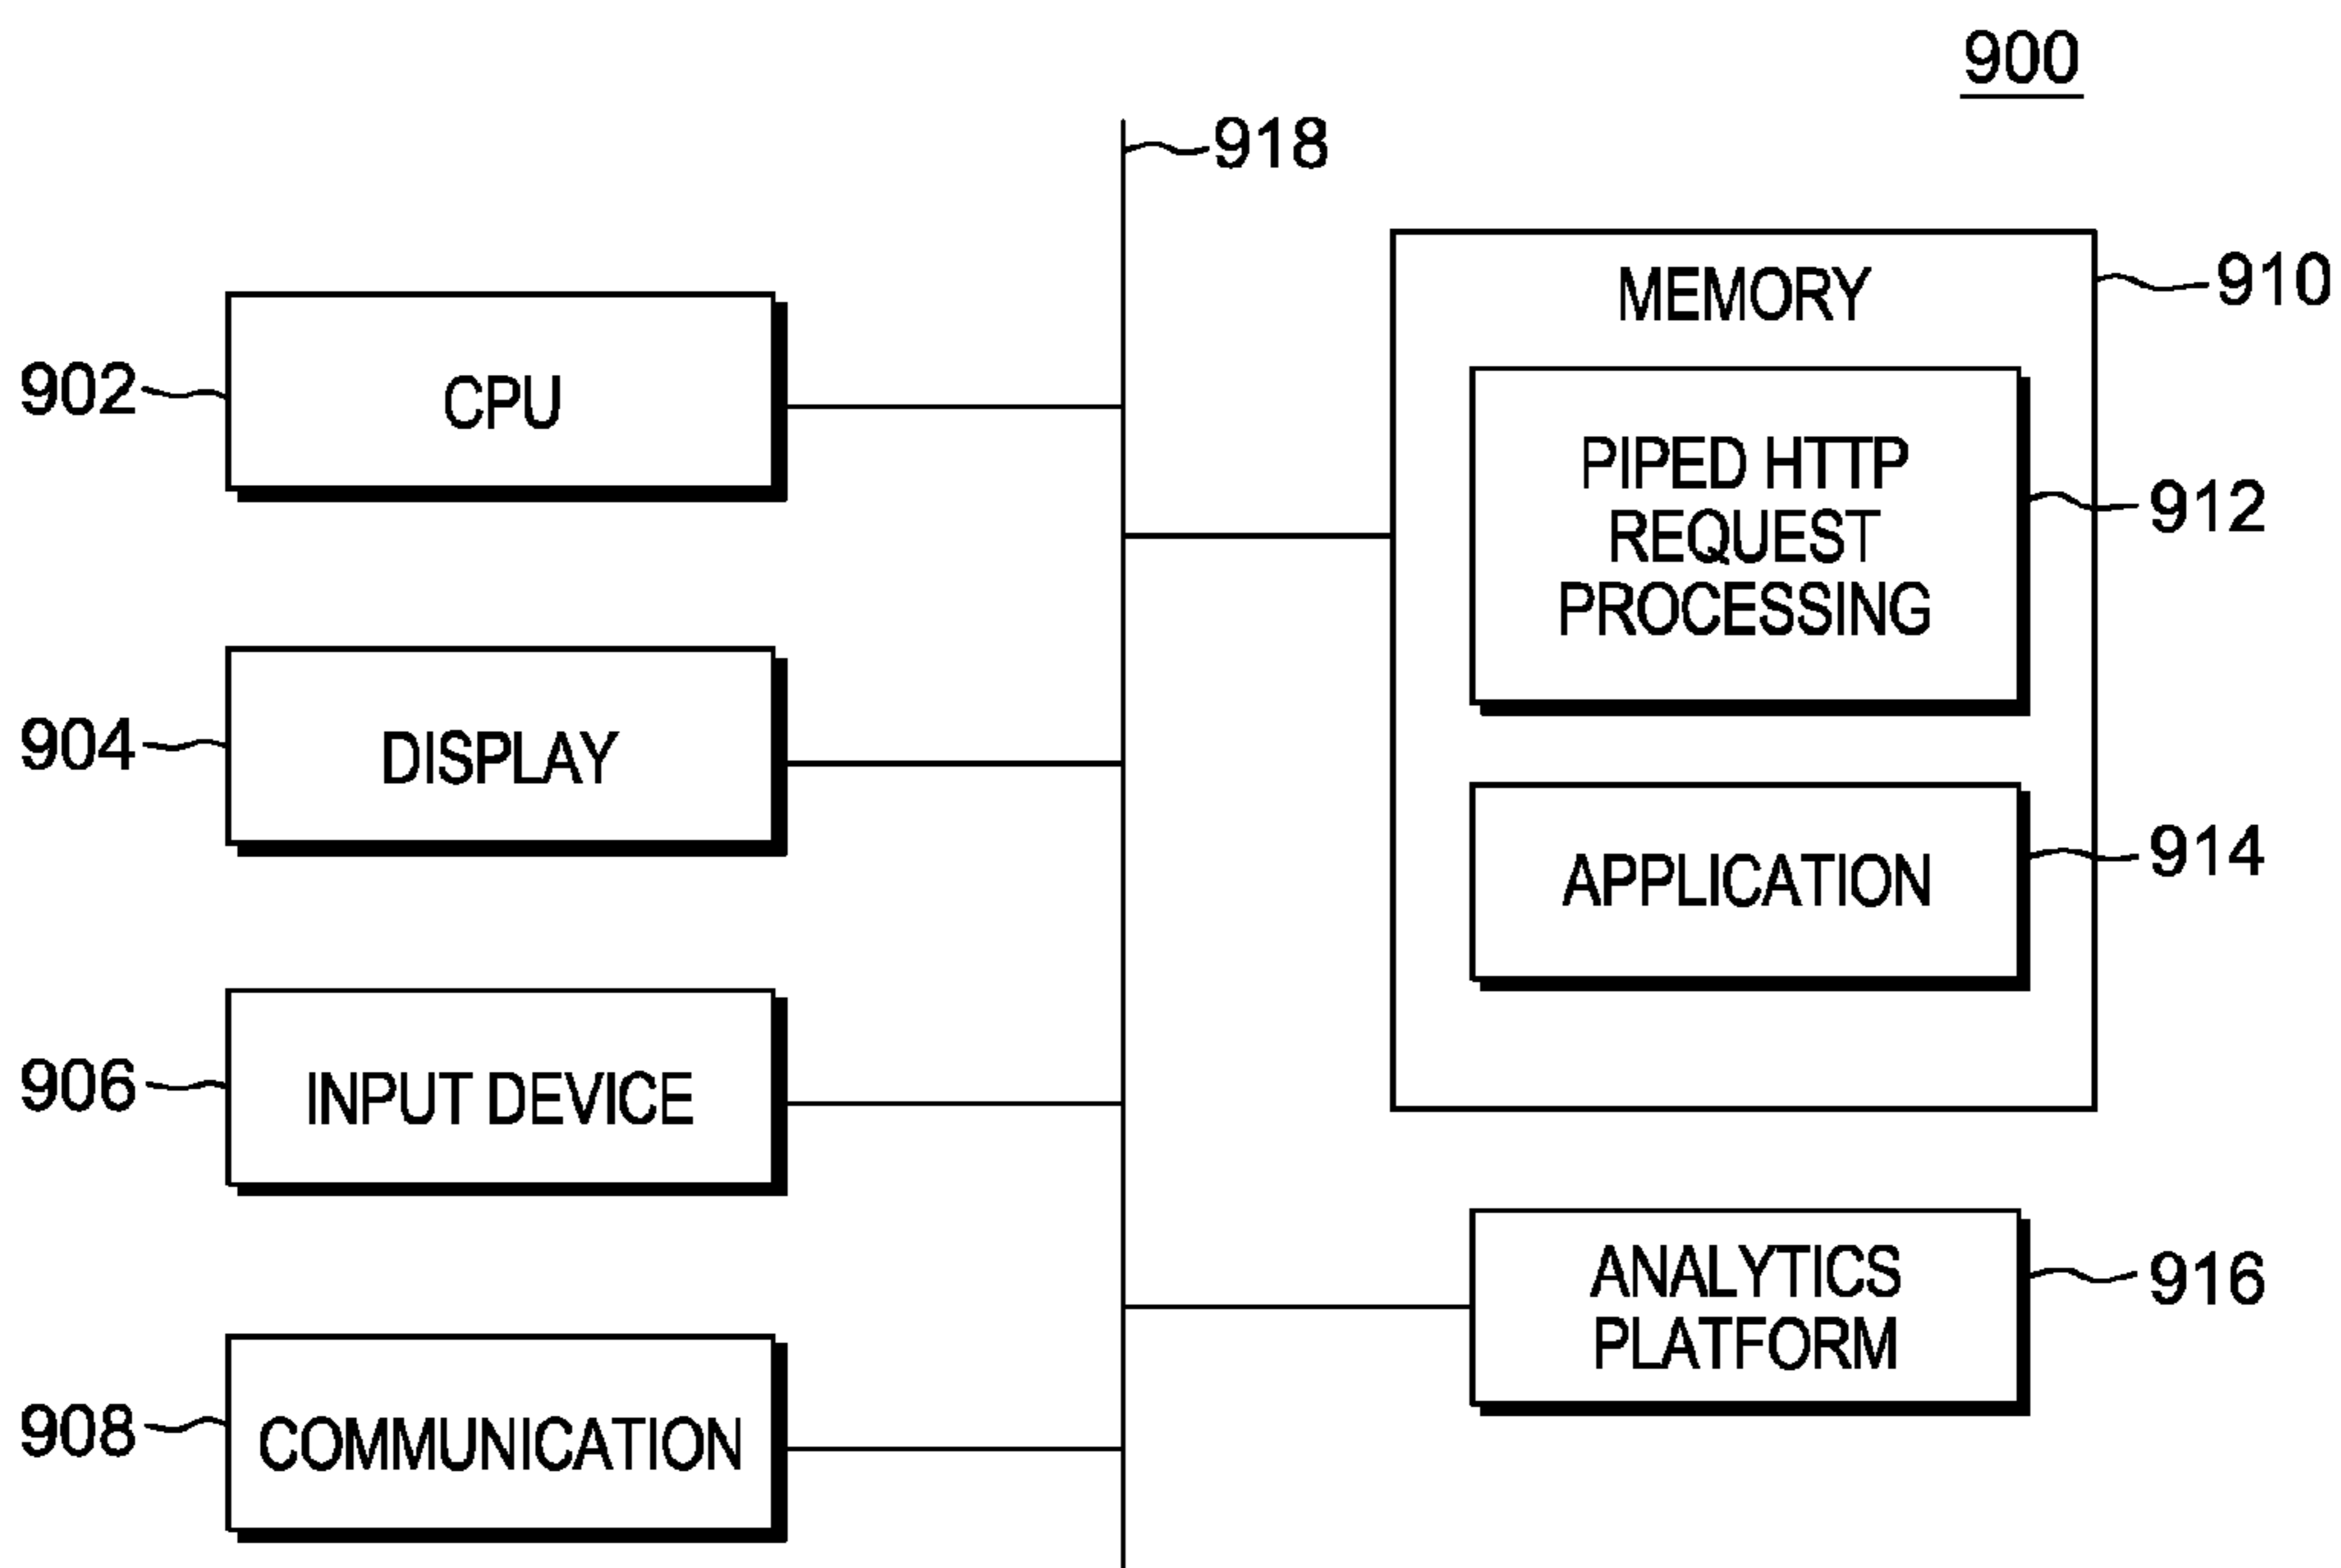 900
918
MEMORY
910
902
CPU
PIPED HTTP
REQUEST
PROCESSING
912
904
DISPLAY
APPLICATION
914
906
INPUT DEVICE
ANALYTICS
PLATFORM
916
908
COMMUNICATION